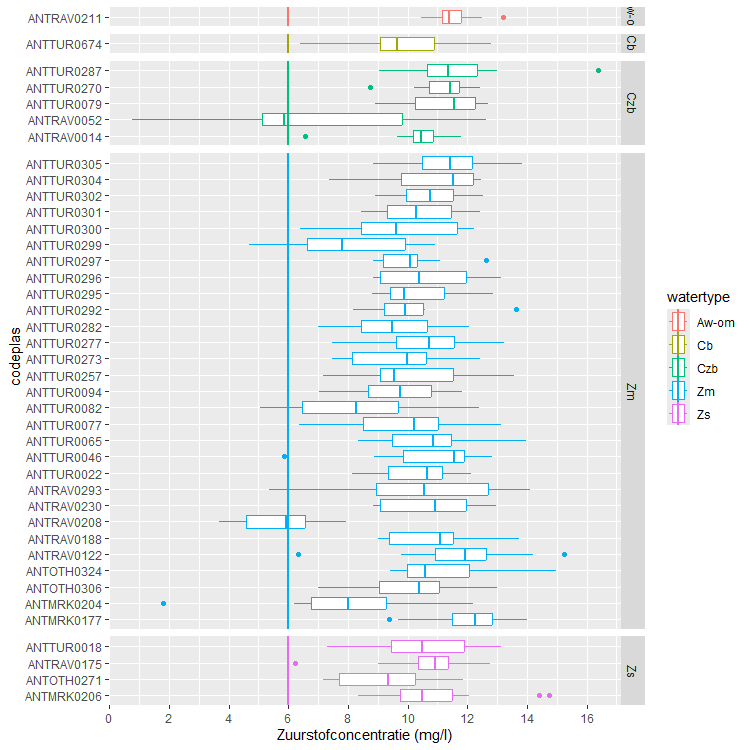 ANTRAV0211
ANTTUR0674
Cb
ANTTUR0287
ANTTUR0270
ANTTUR0079
ANTRAV0052
ANTRAV0014
Czb
ANTTUR0305
ANTTUR0304
ANTTUR0302
ANTTUR0301
ANTTUR0300
ANTTUR0299
ANTTUR0297
ANTTUR0296
ANTTUR0295
ANTTUR0292
ANTTUR0282
ANTTUR0277
ANTTUR0273
ANTTUR0257
ANTTUR0094
ANTTUR0082
ANTTUR0077
ANTTUR0065
ANTTUR0046
ANTTUR0022
ANTRAV0293
ANTRAV0230
ANTRAV0208
ANTRAV0188
ANTRAV0122
ANTOTH0324
ANTOTH0306
ANTMRK0204
ANTMRK0177
Zm
ANTTUR0018
ANTRAV0175
ANTOTH0271
ANTMRK0206
Zs
codeplas
0 2 4 6 8 10 12 14 16
Zuurstofconcentratie (mg/l)
watertype
Aw-om
Cb
Czb
Zm
Zs